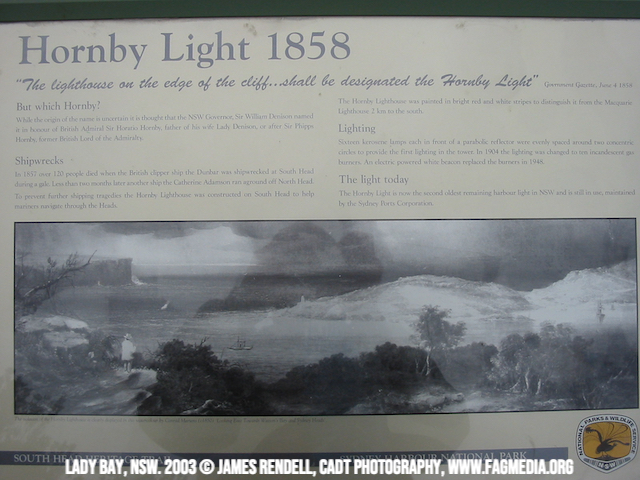 Hornby Light 1858
"The lighthouse on the edge of the cliff...shall be designated the Hornby Light" Government Gazette, June 4 1858
But which Hornby?
While the origin of the name is uncertain it is thought that the NSW Governor, Sir William Denison named
it in honour of British Admiral Sir Horatio Hornby, father of his wife Lady Denison, or after Sir Phipps
Hornby, former British Lord of the Admiralty.
Shipwrecks
In 1857 over 120 people died when the British clipper ship the Dunbar was shipwrecked at South Head
during a gale. Less than two months later another ship the Catherine Adamson ran aground off North Head.
To prevent further shipping tragedies the Hornby Lighthouse was constructed on South Head to help
mariners navigate through the Heads.
The Hornby Lighthouse was painted in bright red and white stripes to distinguish it from the Macquarie
Lighthouse 2 km to the south.
Lighting
Sixteen kerosene lamps each in front of a parabolic reflector were evenly spaced around two concentric
circles to provide the first lighting in the tower. In 1904 the lighting was changed to ten incandescent gas
burners. An electric powered white beacon replaced the burners in 1948.
The light today
The Hornby Light is now the second oldest remaining harbour light in NSW and is still in use, maintained
by the Sydney Ports Corporation.
SOUTH HEAD HERITAGE TRAIL
SYDNEY HARBOUR NATIONAL PARK
NATIONAL PARKS & WILDLIFE SERVICE
NSW
LADY BAY, NSW. 2003 © JAMES RENDELL, CADT PHOTOGRAPHY, WWW.FAGMEDIA.ORG